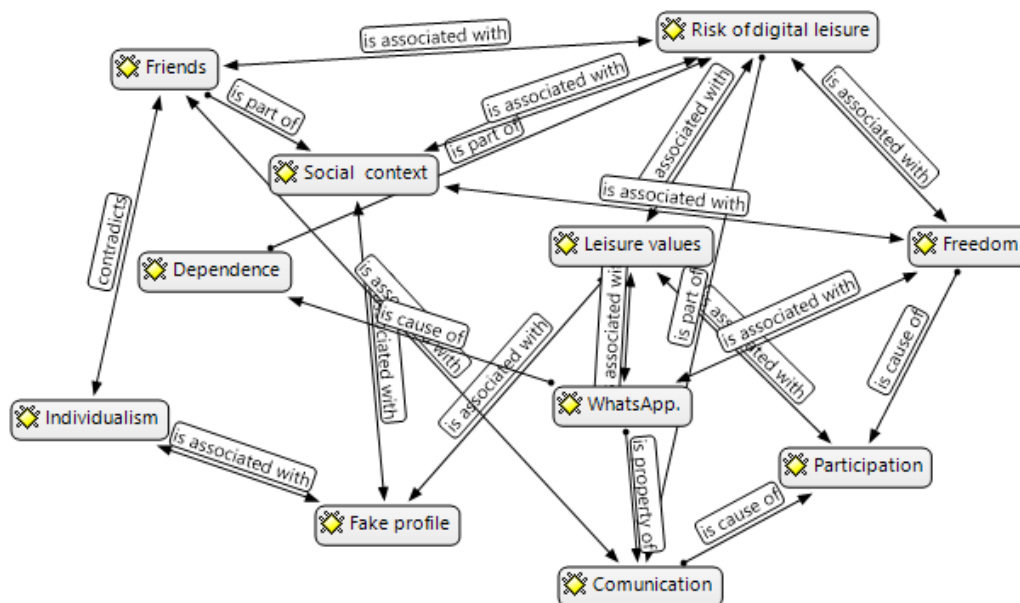 Risk of digital leisure
is associated with
Friends
is associated with
is associated with
is part of
is associated with
is part of
Social context
is associated with
Leisure values
Freedom
contradicts
Dependence
is associated with
is associated with
is part of
is associated with
is associated with
is cause of
associated with
is associated with
associated with
is cause of
WhatsApp.
Individualism
is associated with
is property of
Participation
is cause of
Fake profile
Comunication